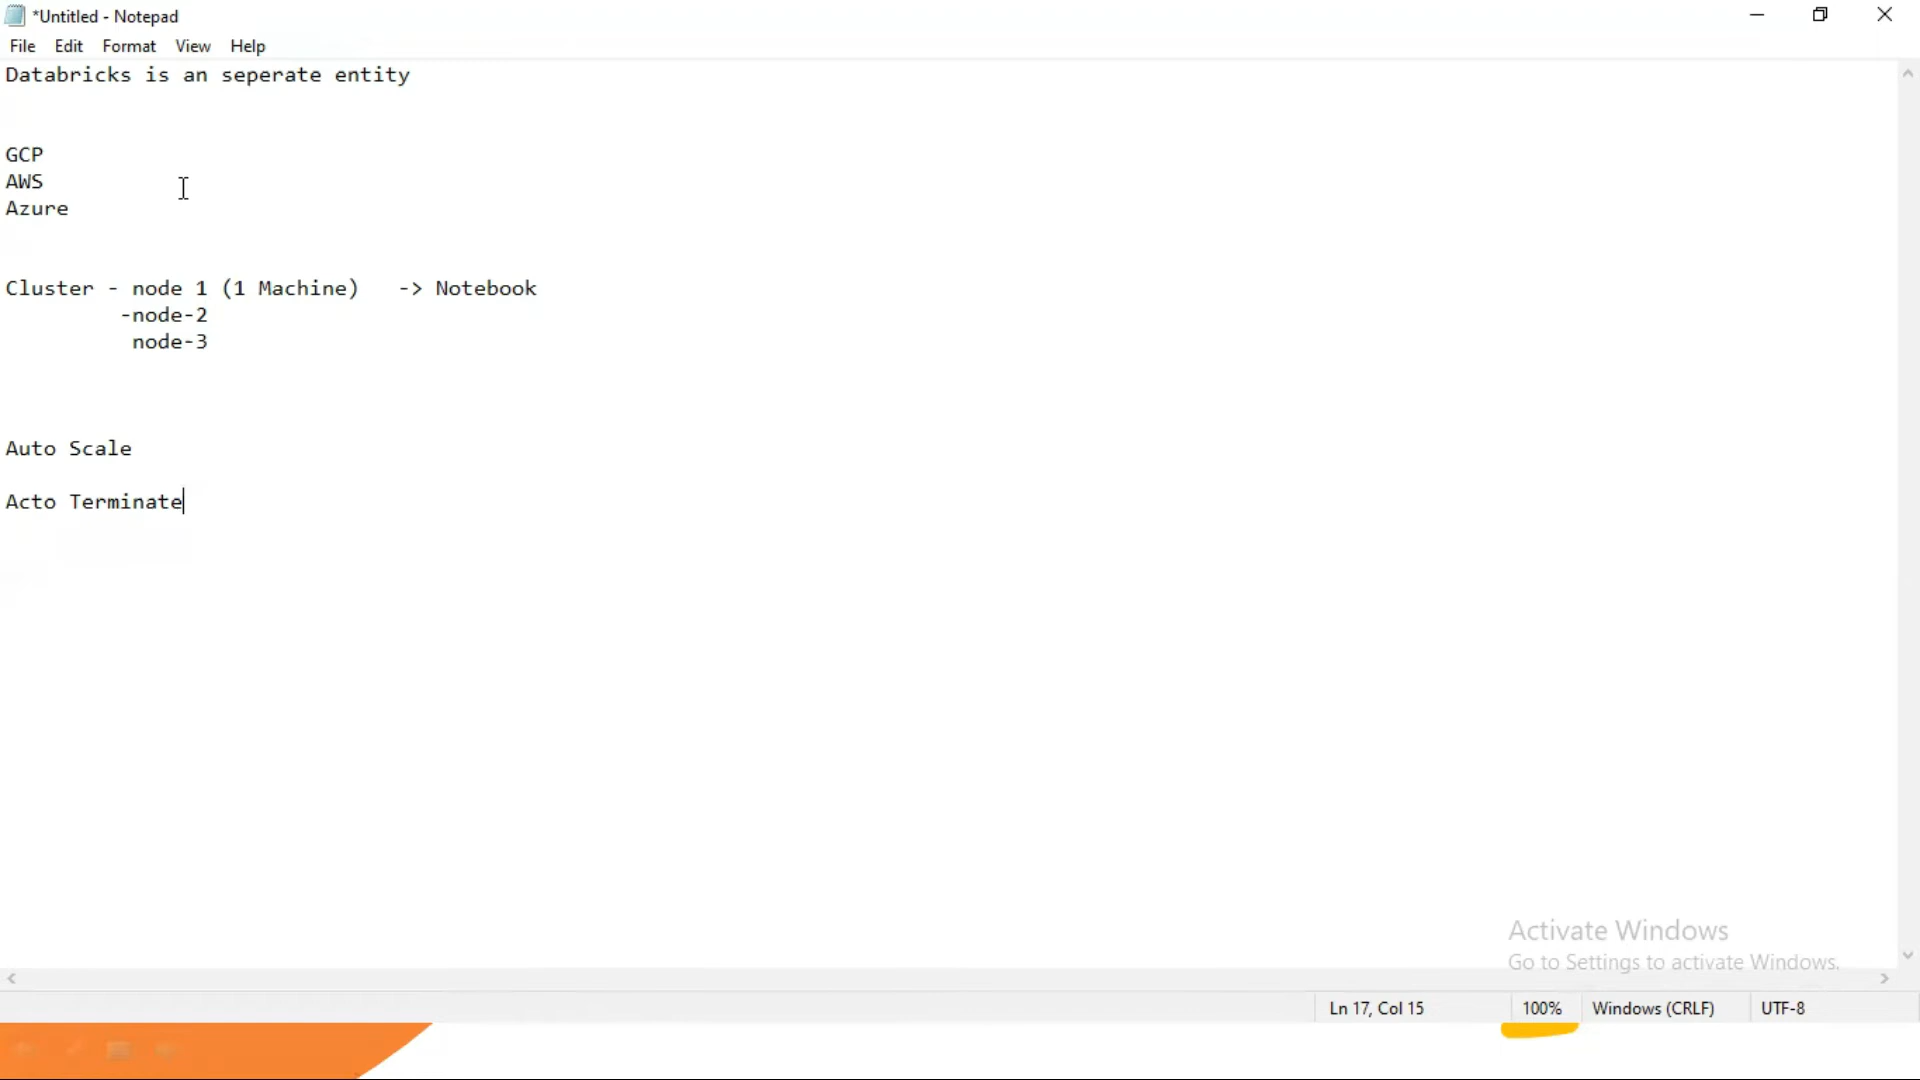 *Untitled - Notepad
File Edit Format View Help
Databricks is an seperate entity
GCP
AWS
Azure
Cluster - node 1 (1 Machine)   -> Notebook
-node-2
node-3
Auto Scale
Acto Terminate
Activate Windows
Go to Settings to activate Windows.
Ln 17, Col 15 100% Windows (CRLF) UTF-8